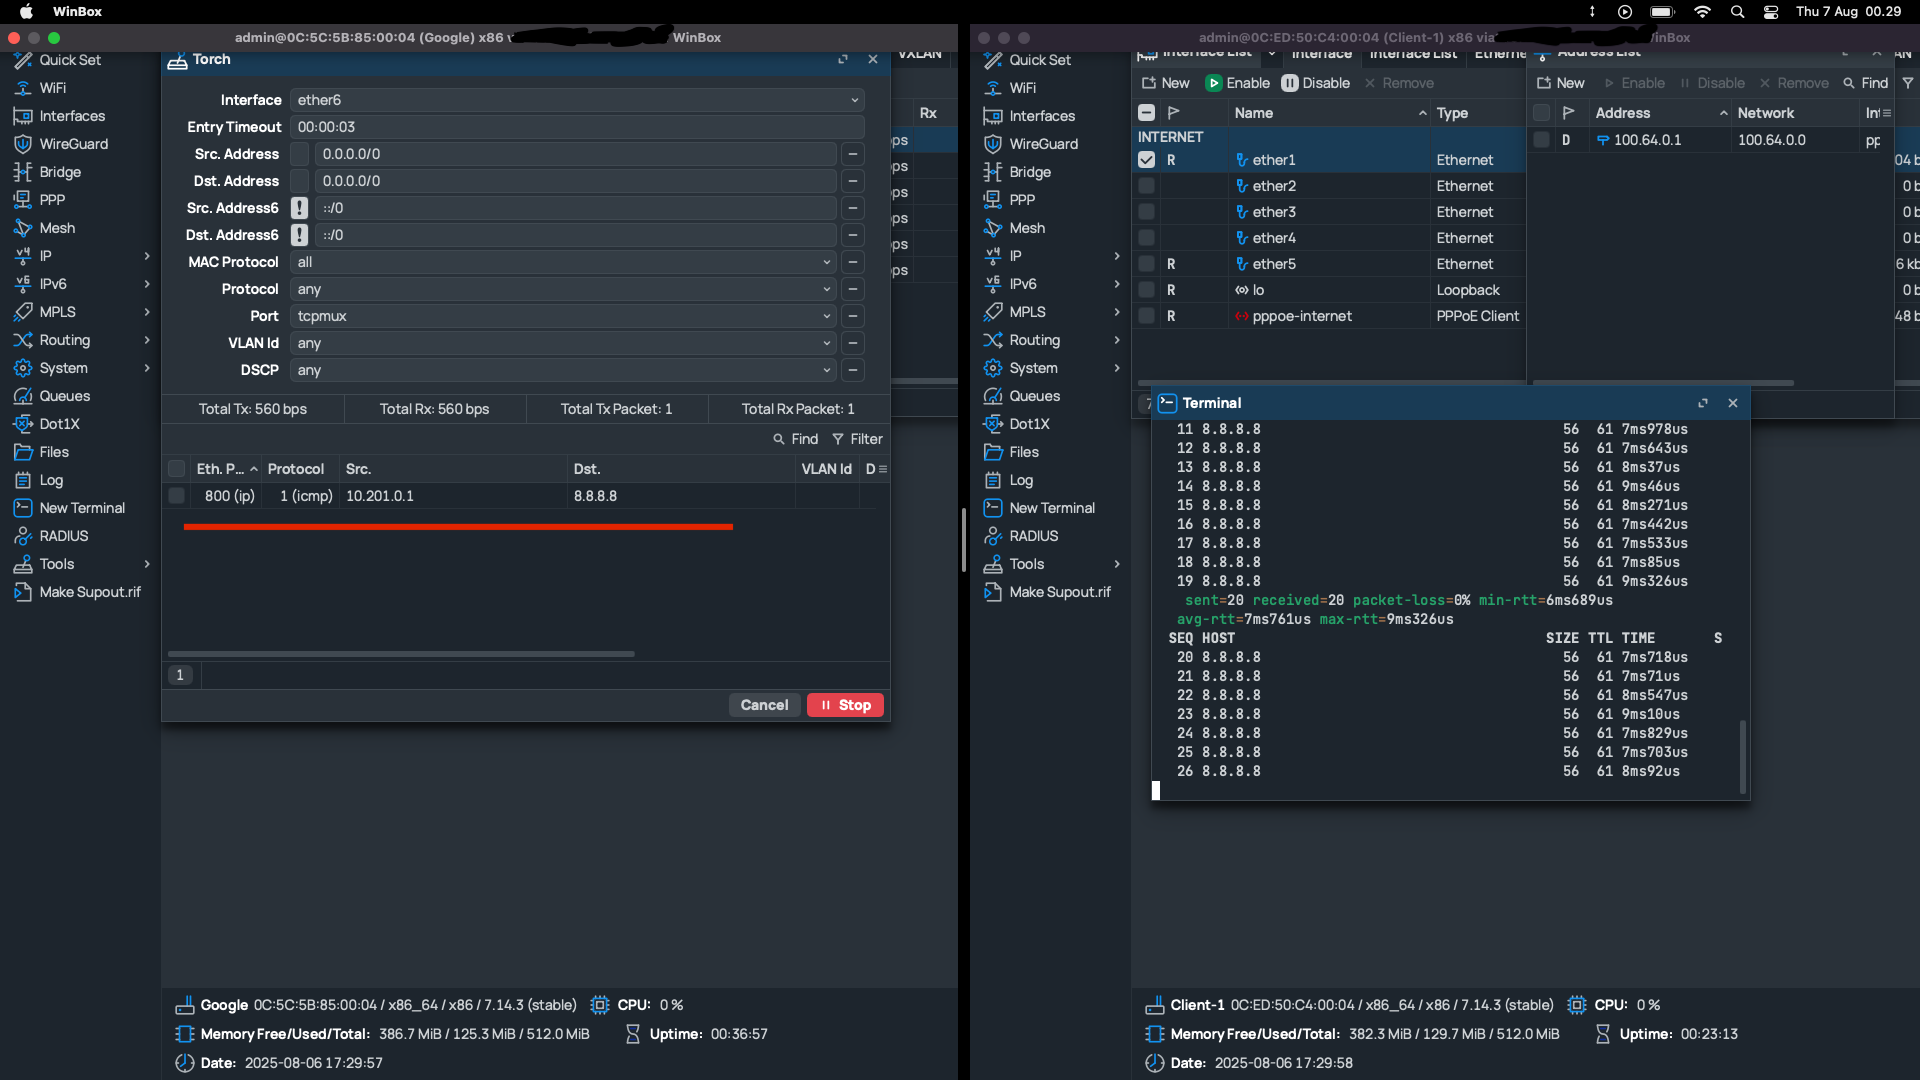 WinBox
Thu 7 Aug 00.29
admin@0C:5C:5B:85:00:04 (Google) x86 WinBox
Quick Set
WiFi
Interfaces
WireGuard
Bridge
PPP
Mesh
IP
IPv6
MPLS
Routing
System
Queues
Dot1X
Files
Log
New Terminal
RADIUS
Tools
Make Supout.rif
Torch
VXLAN
Rx
Interface ether6
Entry Timeout 00:00:03
Src. Address 0.0.0.0/0
Dst. Address 0.0.0.0/0
Src. Address6 ! ::/0
Dst. Address6 ! ::/0
MAC Protocol all
Protocol any
Port tcpmux
VLAN Id any
DSCP any
Total Tx: 560 bps Total Rx: 560 bps Total Tx Packet: 1 Total Rx Packet: 1
Find Filter
Eth. P... Protocol Src. Dst. VLAN Id D
800 (ip) 1 (icmp) 10.201.0.1 8.8.8.8
1
Cancel Stop
Google 0C:5C:5B:85:00:04 / x86_64 / x86 / 7.14.3 (stable) CPU: 0 %
Memory Free/Used/Total: 386.7 MiB / 125.3 MiB / 512.0 MiB Uptime: 00:36:57
Date: 2025-08-06 17:29:57
admin@0C:ED:50:C4:00:04 (Client-1) x86 via WinBox
Quick Set
WiFi
Interfaces
WireGuard
Bridge
PPP
Mesh
IP
IPv6
MPLS
Routing
System
Queues
Dot1X
Files
Log
New Terminal
RADIUS
Tools
Make Supout.rif
Interface List Interface Interface List Ethern
New Enable Disable Remove
Name Type
INTERNET
R ether1 Ethernet
ether2 Ethernet
ether3 Ethernet
ether4 Ethernet
R ether5 Ethernet
R lo Loopback
R pppoe-internet PPPoE Client
Address List
New Enable Disable Remove Find
Address Network Int
D 100.64.0.1 100.64.0.0 pp
Terminal
11 8.8.8.8 56 61 7ms978us
12 8.8.8.8 56 61 7ms643us
13 8.8.8.8 56 61 8ms37us
14 8.8.8.8 56 61 9ms46us
15 8.8.8.8 56 61 8ms271us
16 8.8.8.8 56 61 7ms442us
17 8.8.8.8 56 61 7ms533us
18 8.8.8.8 56 61 7ms85us
19 8.8.8.8 56 61 9ms326us
sent=20 received=20 packet-loss=0% min-rtt=6ms689us
avg-rtt=7ms761us max-rtt=9ms326us
SEQ HOST SIZE TTL TIME S
20 8.8.8.8 56 61 7ms718us
21 8.8.8.8 56 61 7ms71us
22 8.8.8.8 56 61 8ms547us
23 8.8.8.8 56 61 9ms10us
24 8.8.8.8 56 61 7ms829us
25 8.8.8.8 56 61 7ms703us
26 8.8.8.8 56 61 8ms92us
Client-1 0C:ED:50:C4:00:04 / x86_64 / x86 / 7.14.3 (stable) CPU: 0 %
Memory Free/Used/Total: 382.3 MiB / 129.7 MiB / 512.0 MiB Uptime: 00:23:13
Date: 2025-08-06 17:29:58